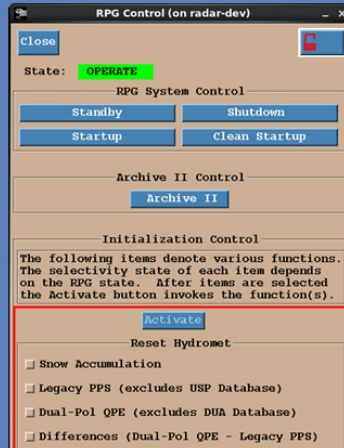 RPG Control (on radar-dev)
Close
State: OPERATE
RPG System Control
Standby Shutdown
Startup Clean Startup
Archive II Control
Archive II
Initialization Control
The following items denote various functions.
The selectivity state of each item depends
on the RPG state. After items are selected
the Activate button invokes the function(s).
Activate
Reset Hydromet
Snow Accumulation
Legacy PPS (excludes USP Database)
Dual-Pol QPE (excludes DUA Database)
Differences (Dual-Pol QPE - Legacy PPS)